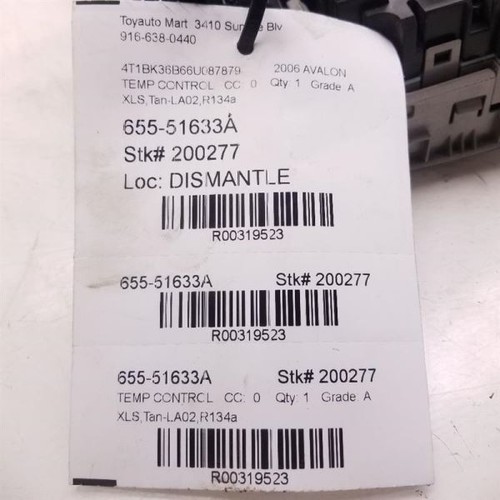 Toyauto Mart 3410 Blv
916-638-0440
4T1BK36B66U087879 2006 AVALON
TEMP CONTROL CC: 0 Qty: 1 Grade A
XLS,Tan-LA02,R134a
655-51633A
Stk# 200277
Loc: DISMANTLE
R00319523
655-51633A Stk# 200277
R00319523
655-51633A Stk# 200277
TEMP CONTROL CC: 0 Qty: 1 Grade A
XLS,Tan-LA02,R134a
R00319523